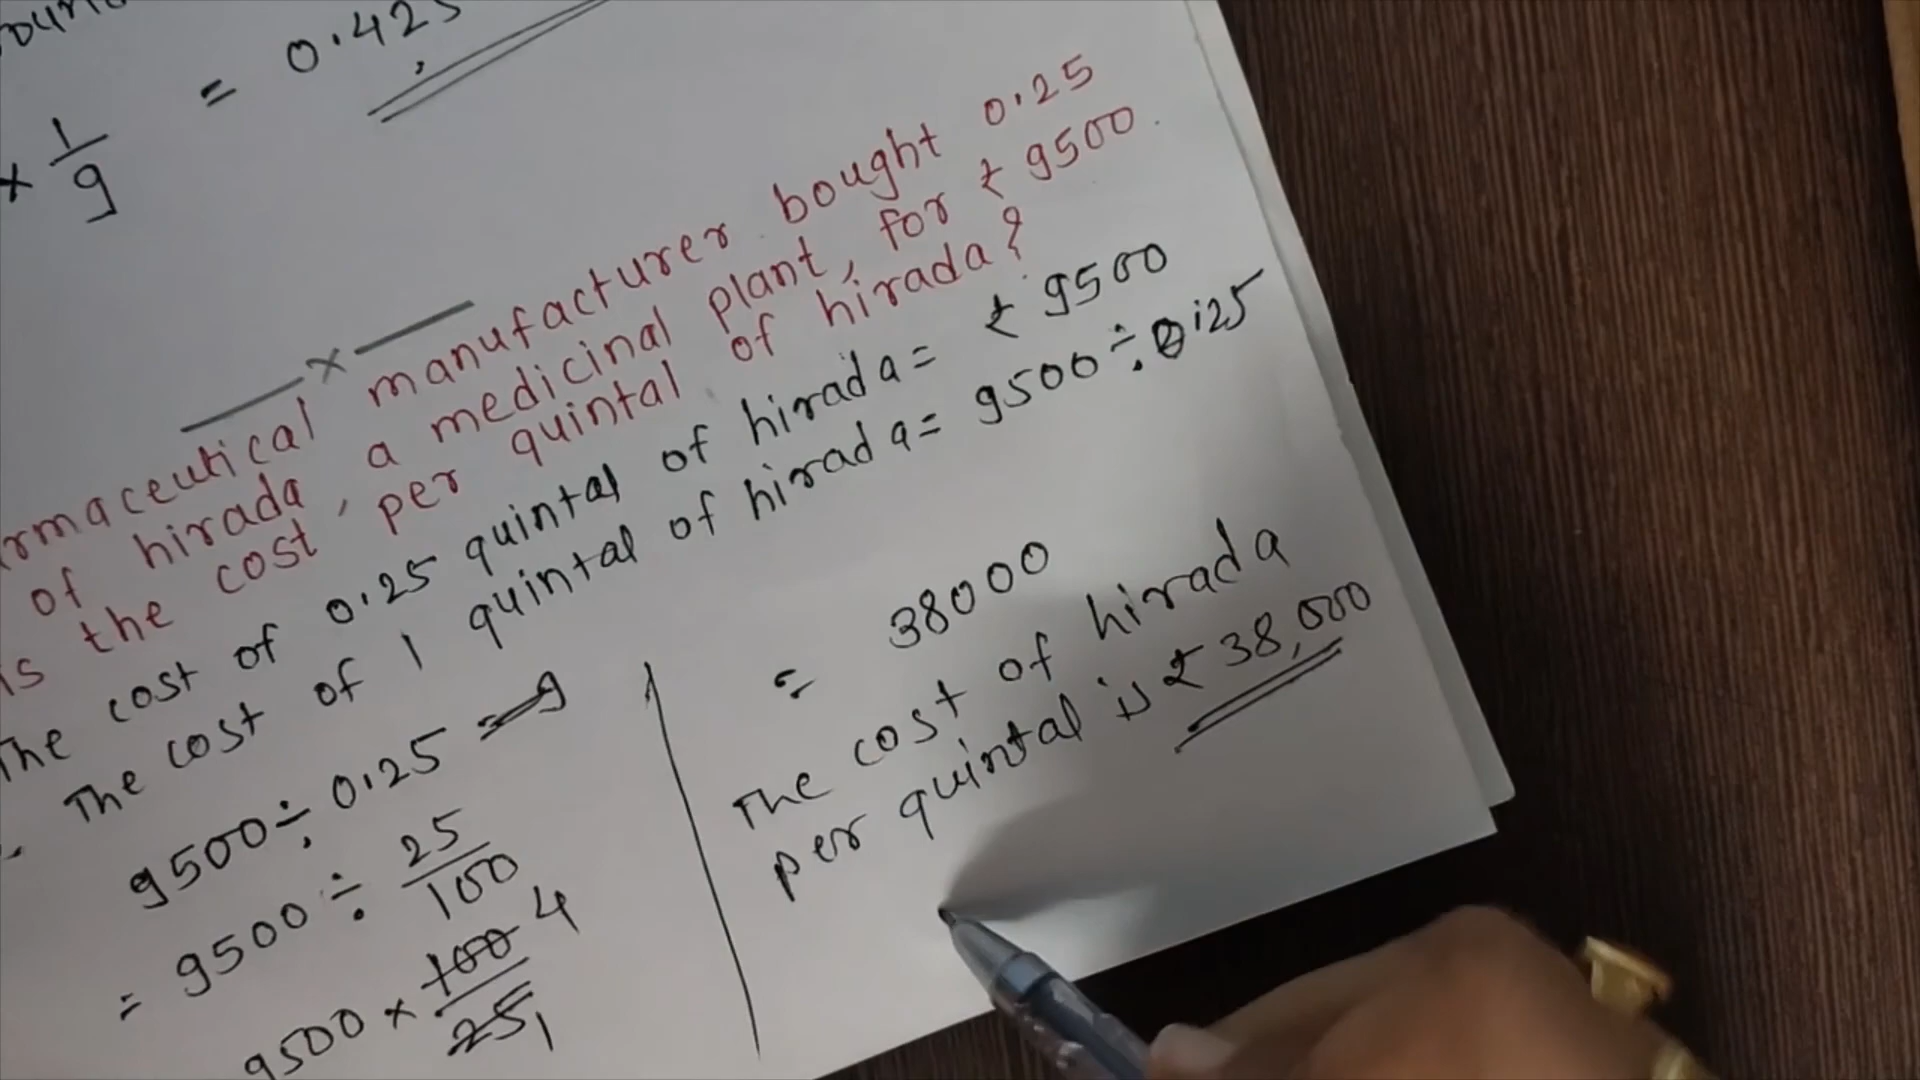 = 0.425
× 1/9
manufacturer bought 0.25
of hirada, a medicinal plant, for ₹ 9500.
is the cost, per quintal of hirada?
The cost of 0.25 quintal of hirada = ₹ 9500
The cost of 1 quintal of hirada = 9500 ÷ 0.25
9500 ÷ 0.25
= 9500 ÷ 25/100
9500 × 100/25 4 1
= 38000
The cost of hirada
per quintal is ₹ 38,000